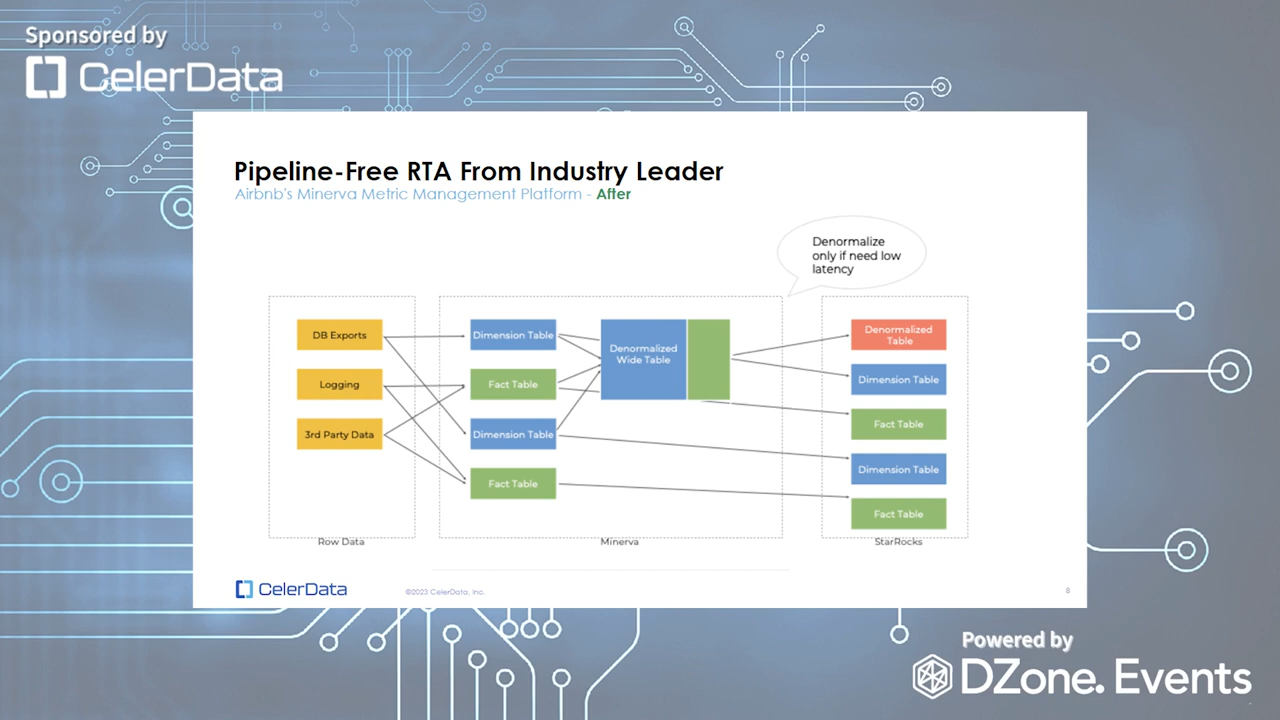 Sponsored by
CelerData
Pipeline-Free RTA From Industry Leader
Airbnb's Minerva Metric Management Platform - After
Denormalize
only if need low
latency
DB Exports
Logging
3rd Party Data
Row Data
Dimension Table
Fact Table
Dimension Table
Fact Table
Denormalized
Wide Table
Minerva
Denormalized
Table
Dimension Table
Fact Table
Dimension Table
Fact Table
StarRocks
CelerData
©2023 CelerData, Inc.
8
Powered by
DZone. Events